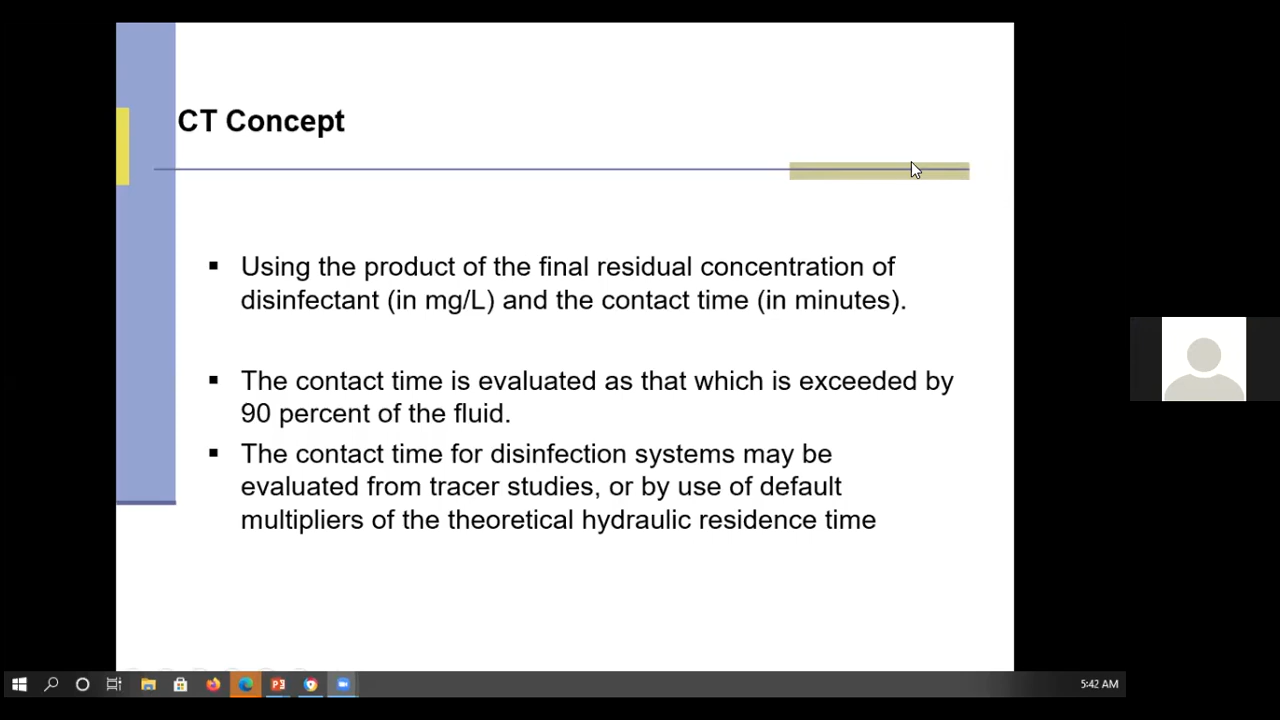 CT Concept
Using the product of the final residual concentration of
disinfectant (in mg/L) and the contact time (in minutes).
The contact time is evaluated as that which is exceeded by
90 percent of the fluid.
The contact time for disinfection systems may be
evaluated from tracer studies, or by use of default
multipliers of the theoretical hydraulic residence time
5:42 AM